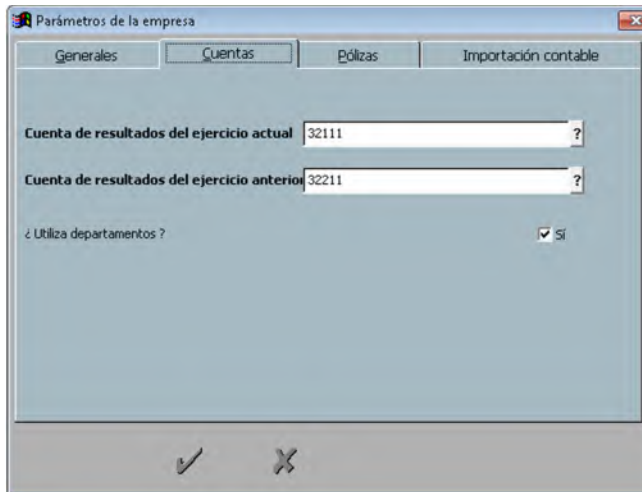 Parámetros de la empresa
Generales Cuentas Pólizas Importación contable
Cuenta de resultados del ejercicio actual 32111 ?
Cuenta de resultados del ejercicio anterior 32211 ?
¿ Utiliza departamentos ? Sí